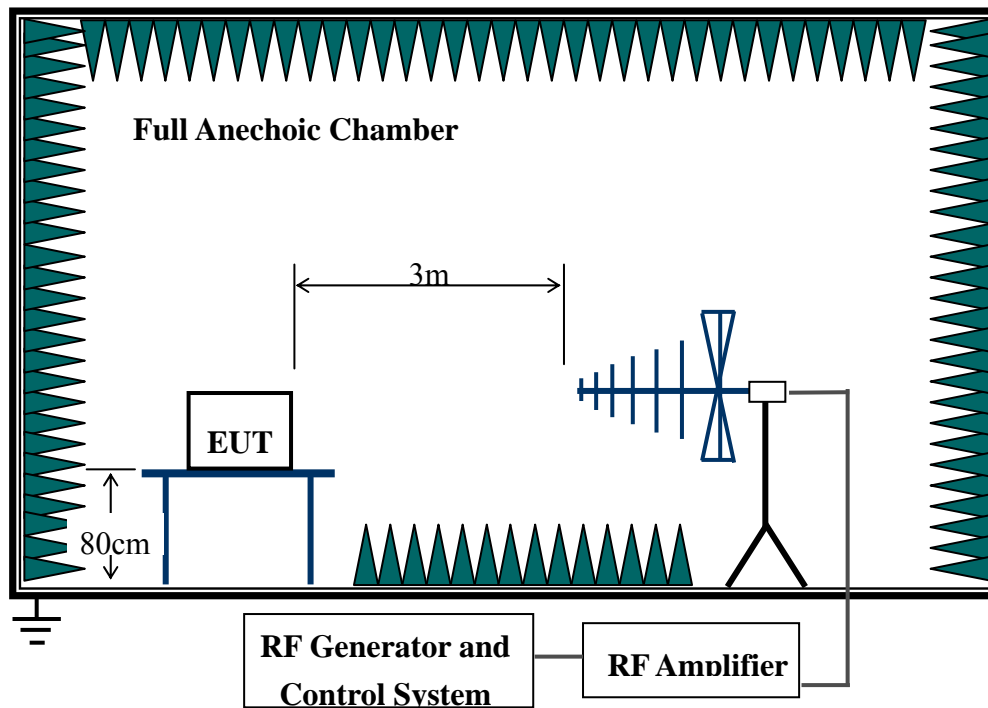 Full Anechoic Chamber
3m
EUT
80cm
RF Generator and
Control System
RF Amplifier